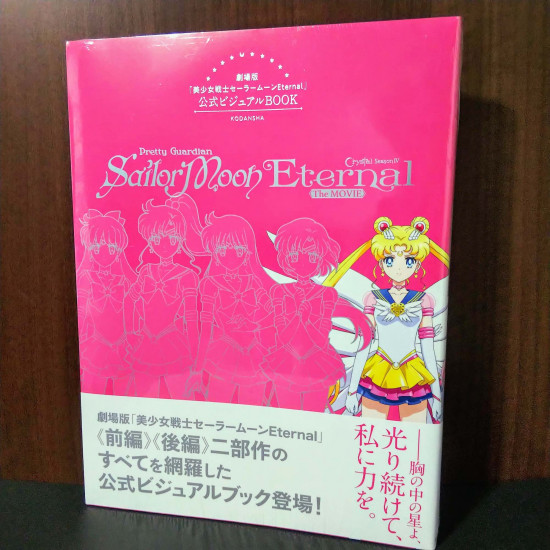 劇場版
「美少女戦士セーラームーンEternal」
公式ビジュアルBOOK
KODANSHA
Pretty Guardian
Sailor Moon Eternal
Crystal Season IV
The MOVIE
劇場版「美少女戦士セーラームーンEternal」
《前編》《後編》二部作の
すべてを網羅した
公式ビジュアルブック登場!
──胸の中の星よ、
光り続けて、
私に力を。